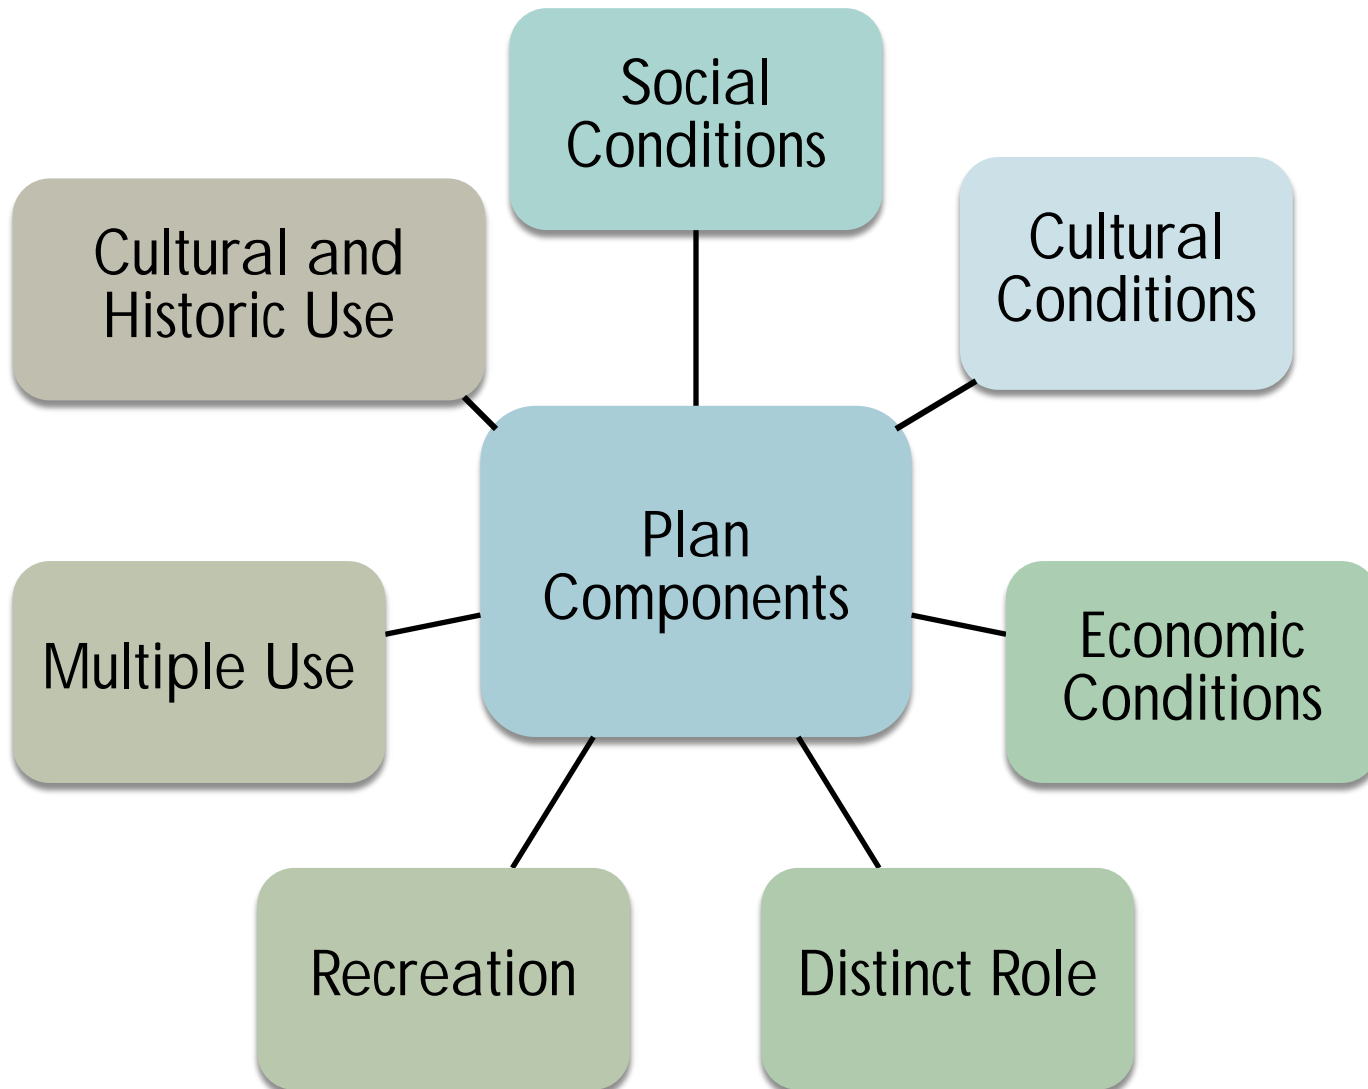 Social
Conditions
Cultural
Conditions
Cultural and
Historic Use
Plan
Components
Economic
Conditions
Multiple Use
Recreation
Distinct Role